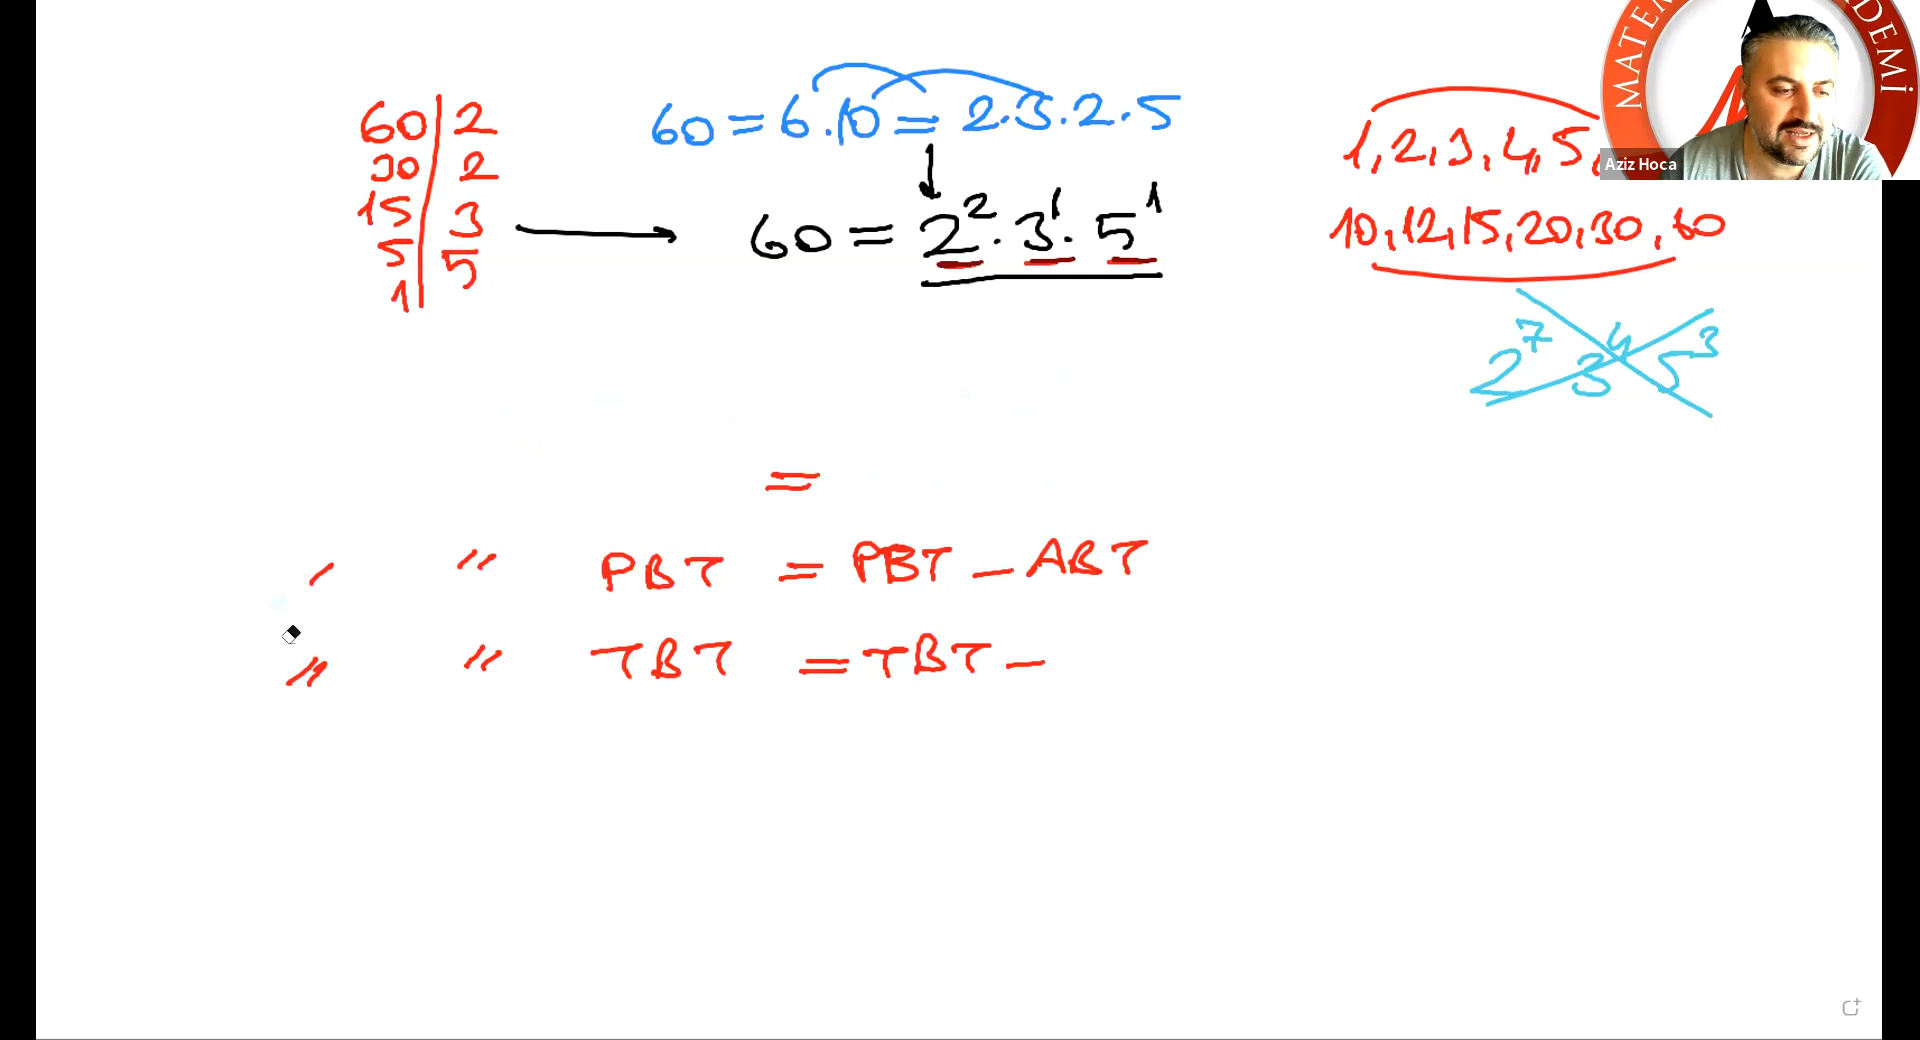 60 | 2
30 | 2
15 | 3
5 | 5
1
60 = 6.10 = 2.3.2.5
60 = 2² . 3¹ . 5¹
1, 2, 3, 4, 5,
10, 12, 15, 20, 30, 60
2⁷ 3⁴ 5³
=
" PBT = PBT - ABT
" " TBT = TBT -
Aziz Hoca